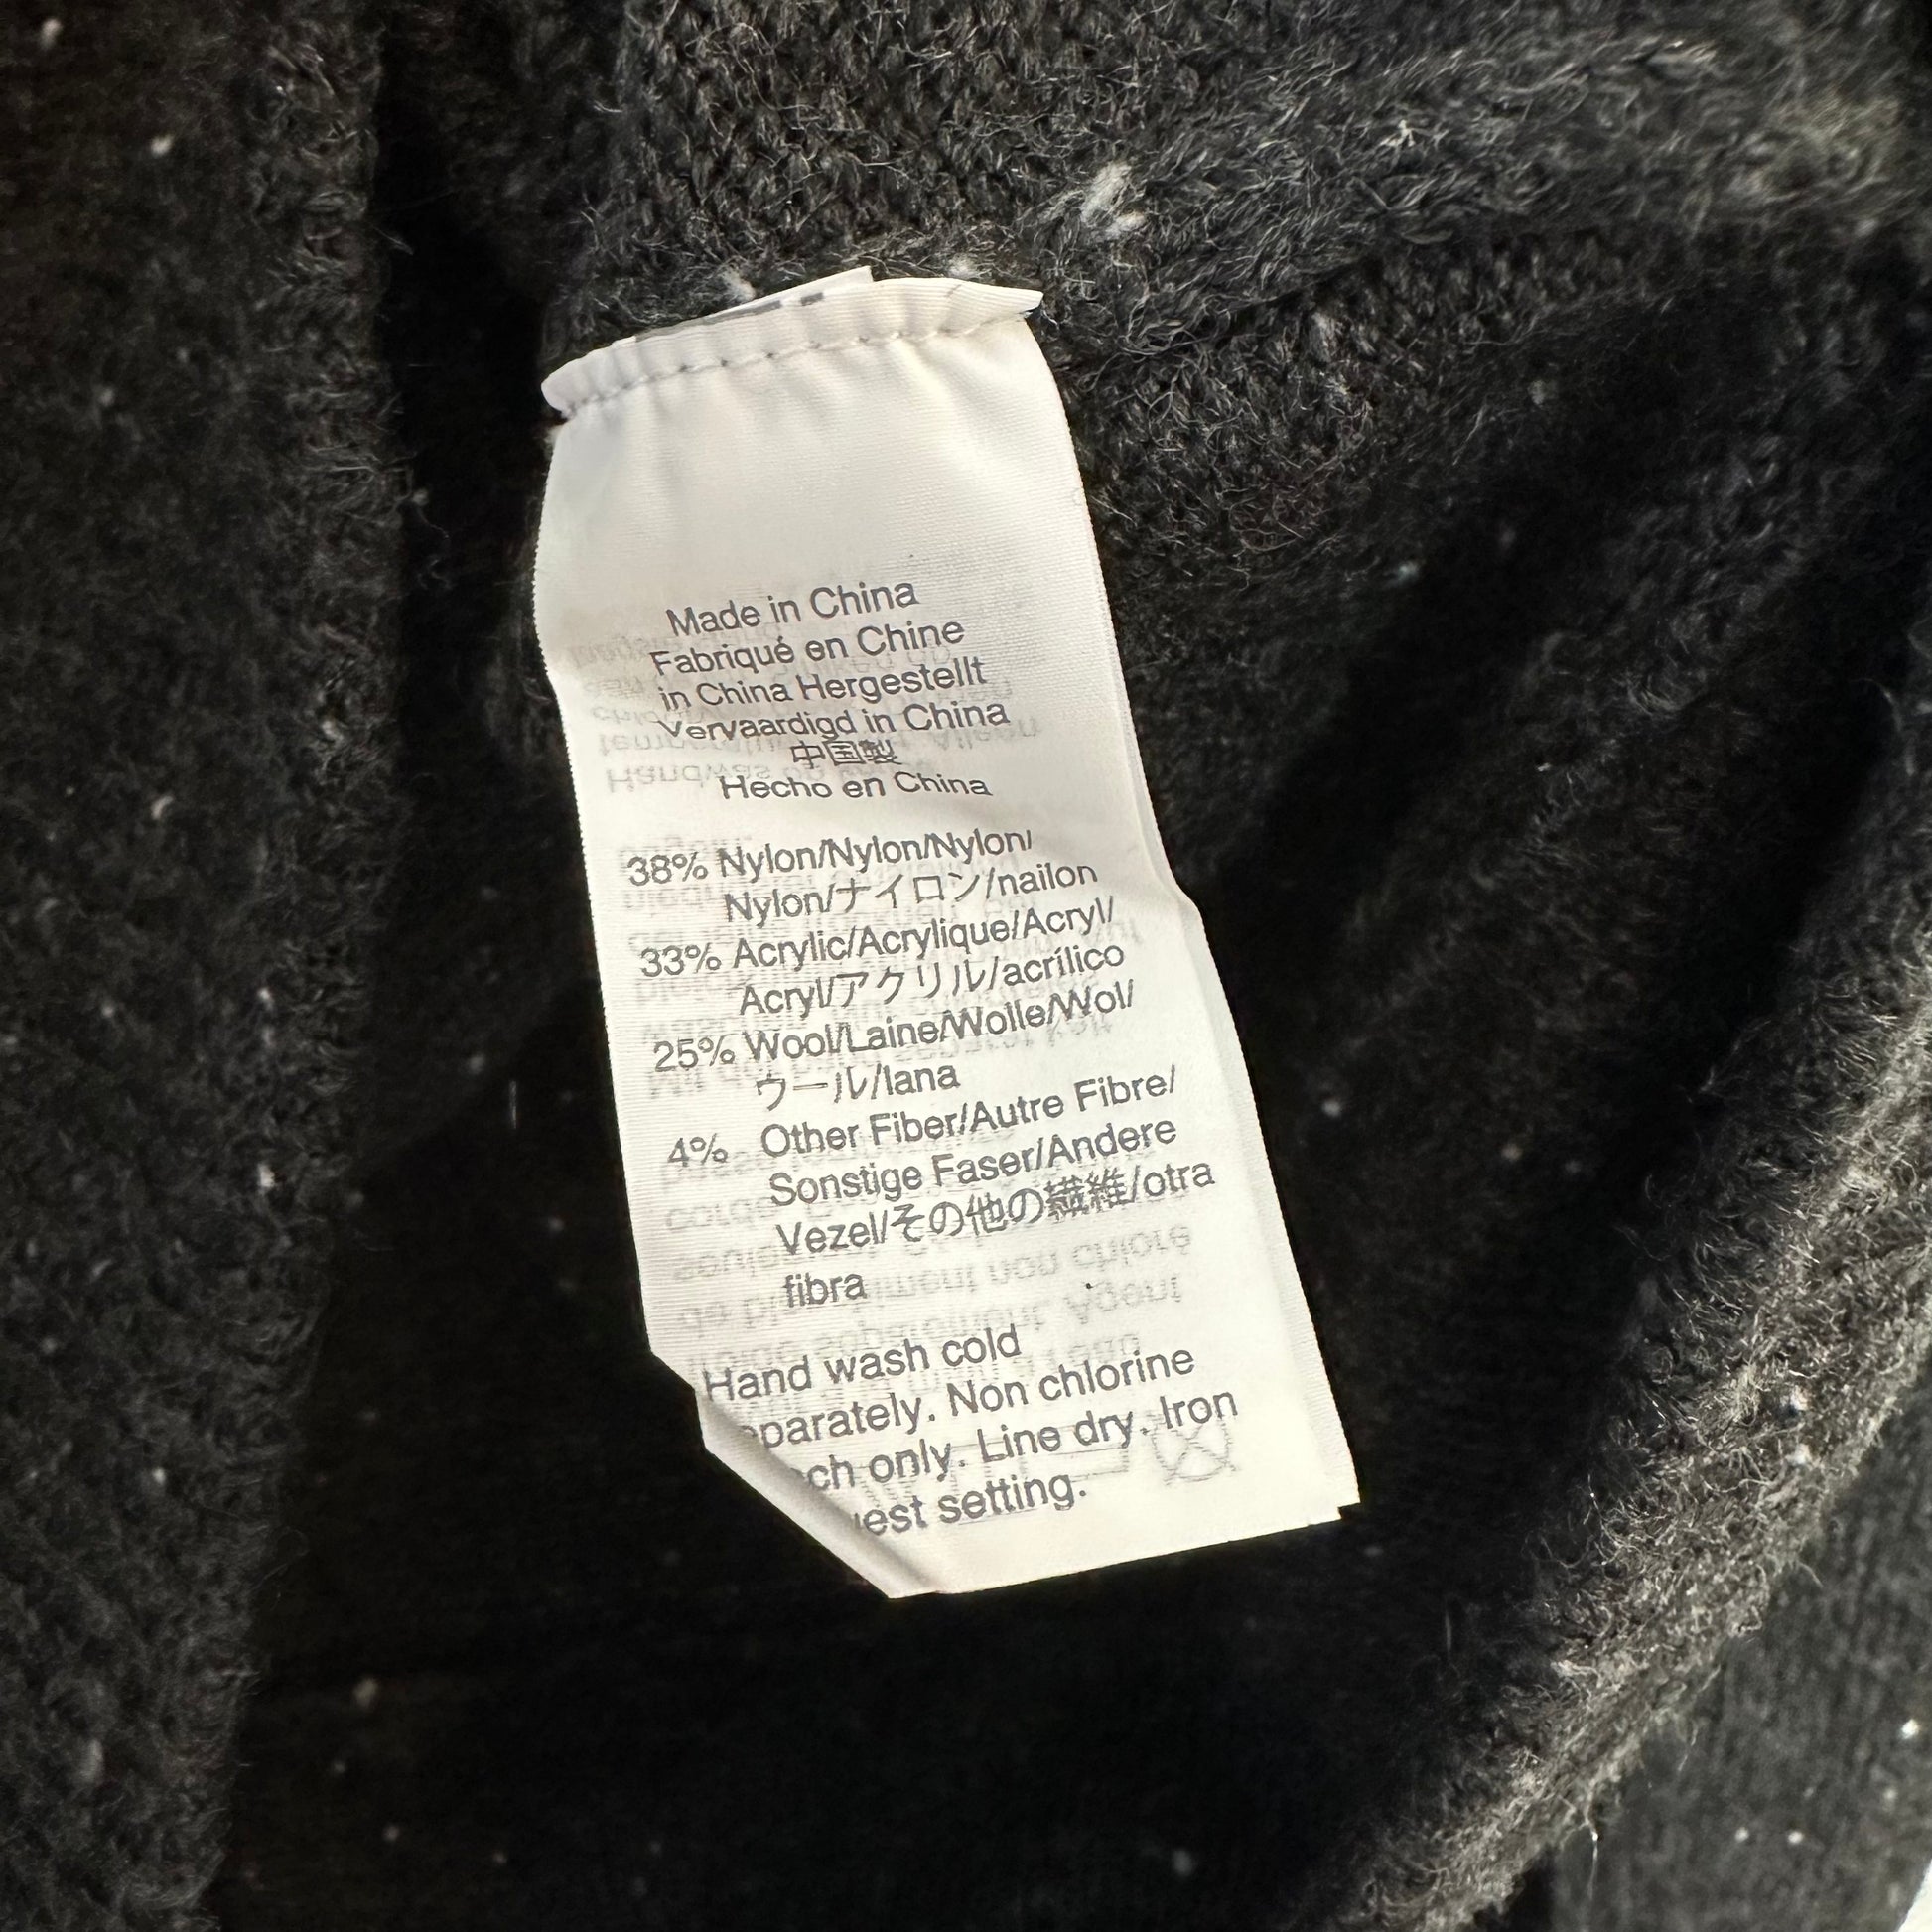 Made in China
Fabriqué en Chine
in China Hergestellt
Vervaardigd in China
中国製
Hecho en China
38% Nylon/Nylon/Nylon/
Nylon/ナイロン/nailon
33% Acrylic/Acrylique/Acryl/
Acryl/アクリル/acrílico
25% Wool/Laine/Wolle/Wol/
ウール/lana
4% Other Fiber/Autre Fibre/
Sonstige Faser/Andere
Vezel/その他の繊維/otra
fibra
Hand wash cold
parately. Non chlorine
ch only. Line dry. Iron
est setting.